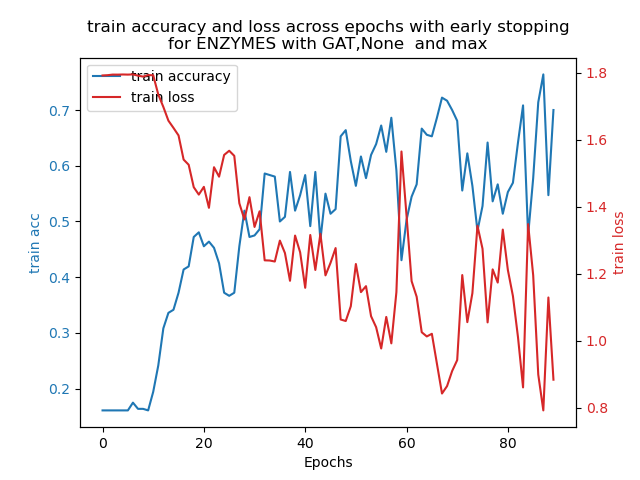 train accuracy and loss across epochs with early stopping
for ENZYMES with GAT,None  and max
train accuracy
train loss
0.7
0.6
0.5
0.4
0.3
0.2
train acc
1.8
1.6
1.4
1.2
1.0
0.8
train loss
0 20 40 60 80
Epochs